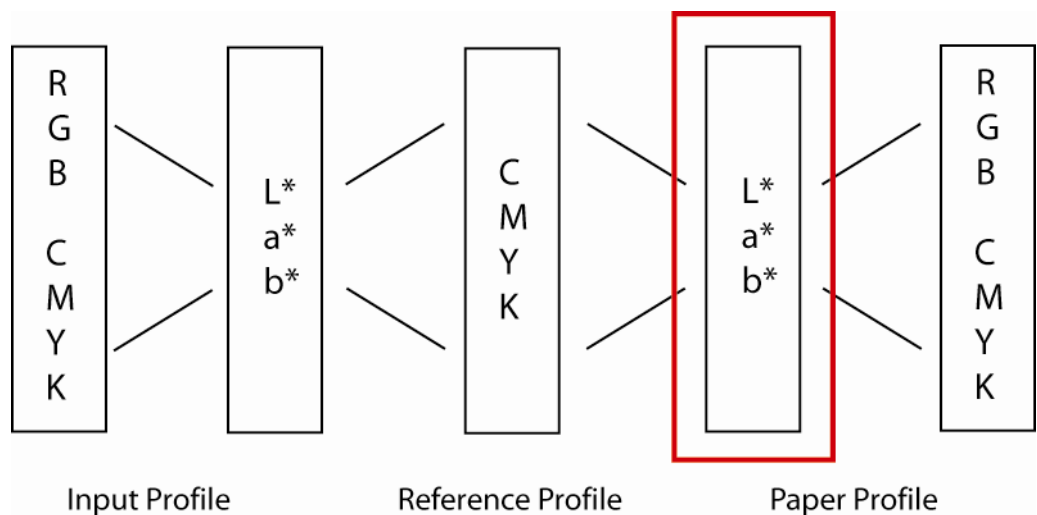 R
G
B
C
M
Y
K
L*
a*
b*
C
M
Y
K
L*
a*
b*
R
G
B
C
M
Y
K
Input Profile
Reference Profile
Paper Profile